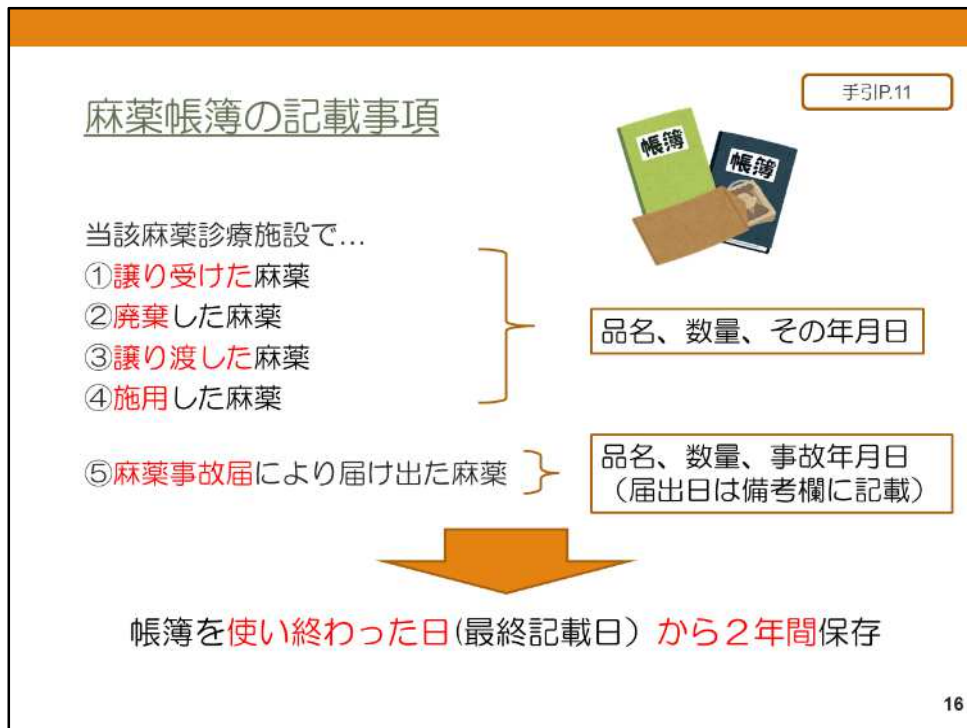 手引P.11
麻薬帳簿の記載事項
帳簿
帳簿
当該麻薬診療施設で…
①譲り受けた麻薬
②廃棄した麻薬
③譲り渡した麻薬
④施用した麻薬
品名、数量、その年月日
⑤麻薬事故届により届け出た麻薬
品名、数量、事故年月日
（届出日は備考欄に記載）
帳簿を使い終わった日(最終記載日）から２年間保存
16